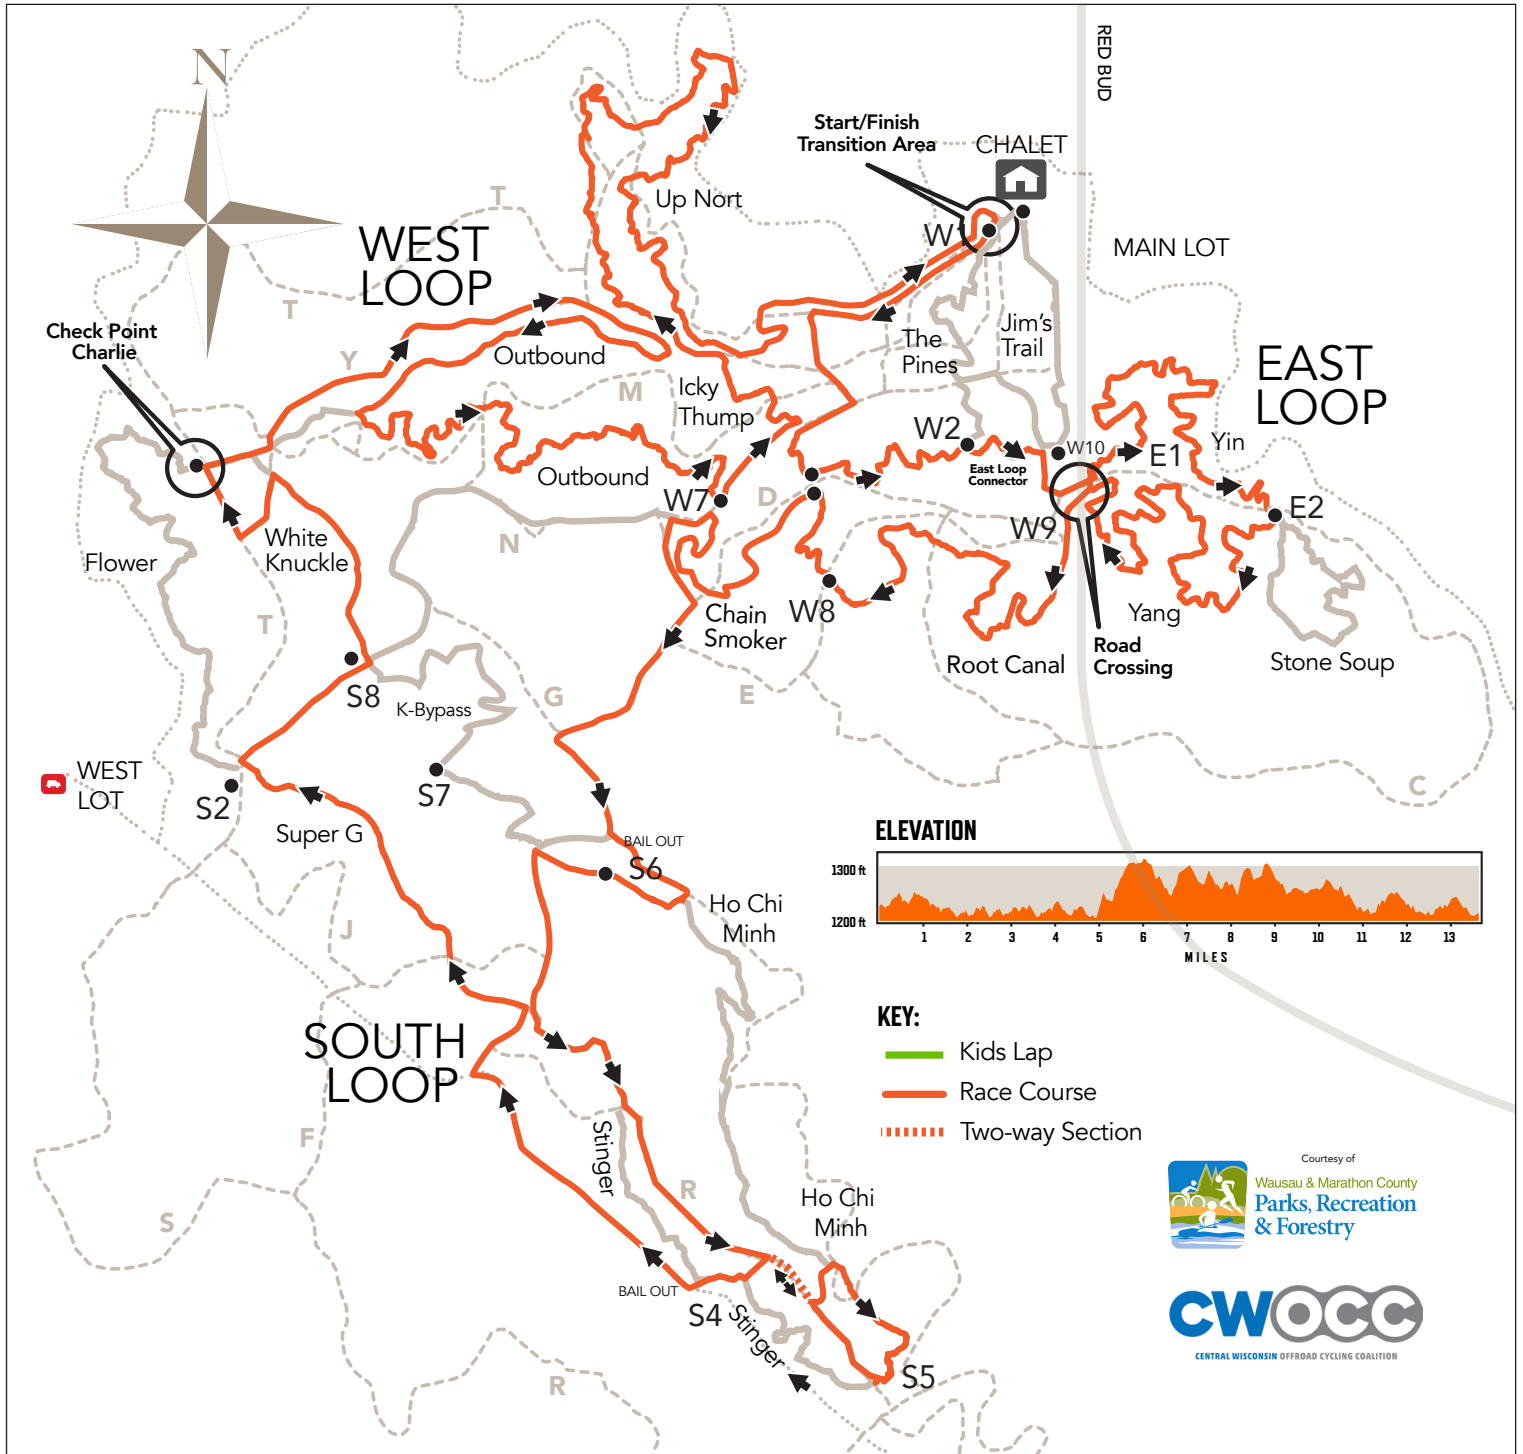 N
RED BUD
Start/Finish
Transition Area
CHALET
Up Nort
T
WEST
LOOP
W1
MAIN LOT
T
Check Point
Charlie
Y
Outbound
The
Pines
Jim's
Trail
EAST
LOOP
M
Icky
Thump
W2
W10
East Loop
Connector
E1
Yin
Outbound
W7
D
E2
W9
N
White
Knuckle
Flower
T
Chain
Smoker
W8
Yang
Root Canal
Road
Crossing
Stone Soup
S8
K-Bypass
G
E
WEST
LOT
S2
S7
C
Super G
BAIL OUT
S6
Ho Chi
Minh
J
ELEVATION
1300 ft
1200 ft
1 2 3 4 5 6 7 8 9 10 11 12 13
MILES
SOUTH
LOOP
KEY:
Kids Lap
Race Course
Two-way Section
F
Stinger
R
S
Ho Chi
Minh
BAIL OUT
S4
Stinger
S5
R
Courtesy of
Wausau & Marathon County
Parks, Recreation
& Forestry
CWOCC
CENTRAL WISCONSIN OFFROAD CYCLING COALITION